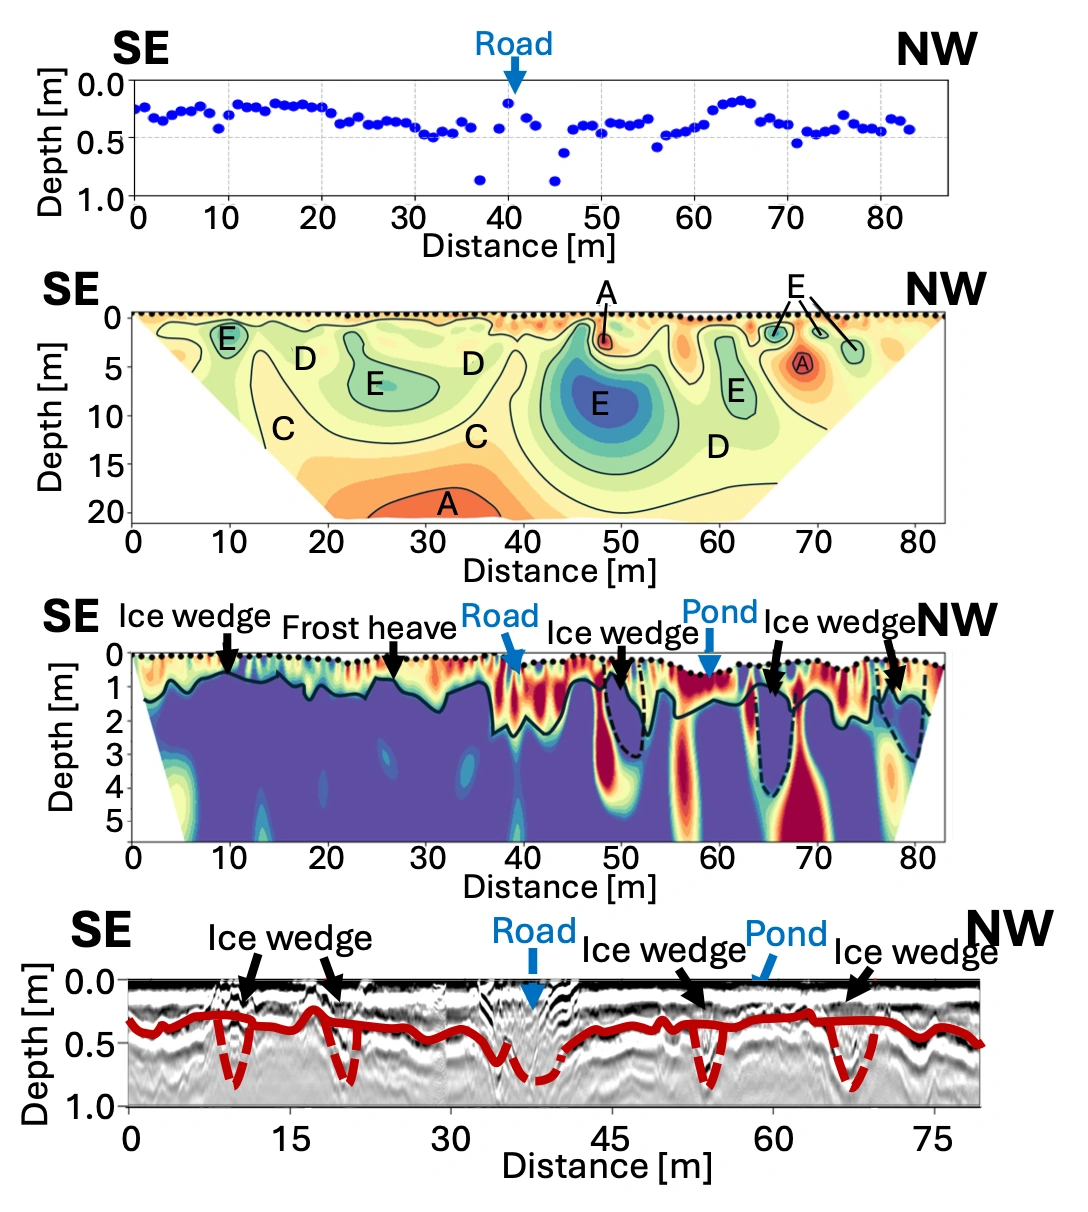 SE Road NW
Depth [m]
0.0
0.5
1.0
0 10 20 30 40 50 60 70 80
Distance [m]
SE A E NW
Depth [m]
0
5
10
15
20
E D E D C C A E E D A
0 10 20 30 40 50 60 70 80
Distance [m]
SE Ice wedge Frost heave Road Ice wedge Pond Ice wedge NW
Depth [m]
0
1
2
3
4
5
0 10 20 30 40 50 60 70 80
Distance [m]
SE Ice wedge Road Ice wedge Pond Ice wedge NW
Depth [m]
0.0
0.5
1.0
0 15 30 45 60 75
Distance [m]